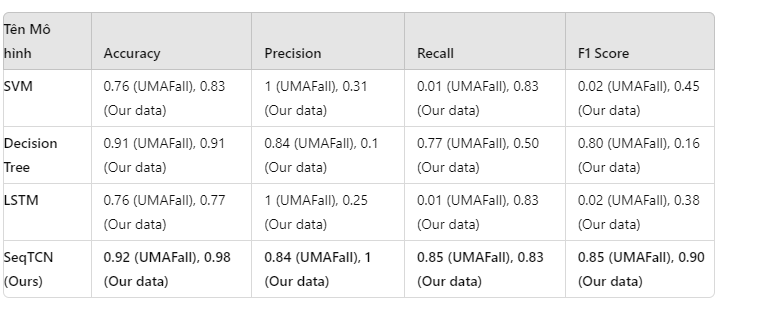 Tên Mô
hình Accuracy Precision Recall F1 Score
SVM 0.76 (UMAFall), 0.83 1 (UMAFall), 0.31 0.01 (UMAFall), 0.83 0.02 (UMAFall), 0.45
(Our data) (Our data) (Our data) (Our data)
Decision 0.91 (UMAFall), 0.91 0.84 (UMAFall), 0.1 0.77 (UMAFall), 0.50 0.80 (UMAFall), 0.16
Tree (Our data) (Our data) (Our data) (Our data)
LSTM 0.76 (UMAFall), 0.77 1 (UMAFall), 0.25 0.01 (UMAFall), 0.83 0.02 (UMAFall), 0.38
(Our data) (Our data) (Our data) (Our data)
SeqTCN 0.92 (UMAFall), 0.98 0.84 (UMAFall), 1 0.85 (UMAFall), 0.83 0.85 (UMAFall), 0.90
(Ours) (Our data) (Our data) (Our data) (Our data)